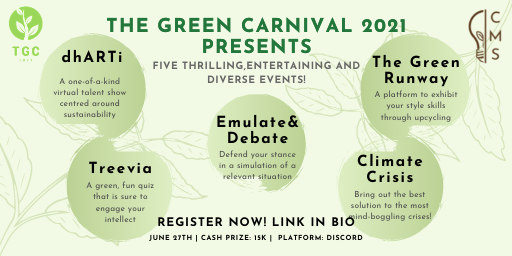 TGC
2021
THE GREEN CARNIVAL 2021
PRESENTS
FIVE THRILLING,ENTERTAINING AND
DIVERSE EVENTS!
C
M
S
dhARTi
A one-of-a-kind
virtual talent show
centred around
sustainability
The Green
Runway
A platform to exhibit
your style skills
through upcycling
Emulate&
Debate
Defend your stance
in a simulation of a
relevant situation
Treevia
A green, fun quiz
that is sure to
engage your
intellect
Climate
Crisis
Bring out the best
solution to the most
mind-boggling crises!
REGISTER NOW! LINK IN BIO
JUNE 27TH | CASH PRIZE: 15K | PLATFORM: DISCORD